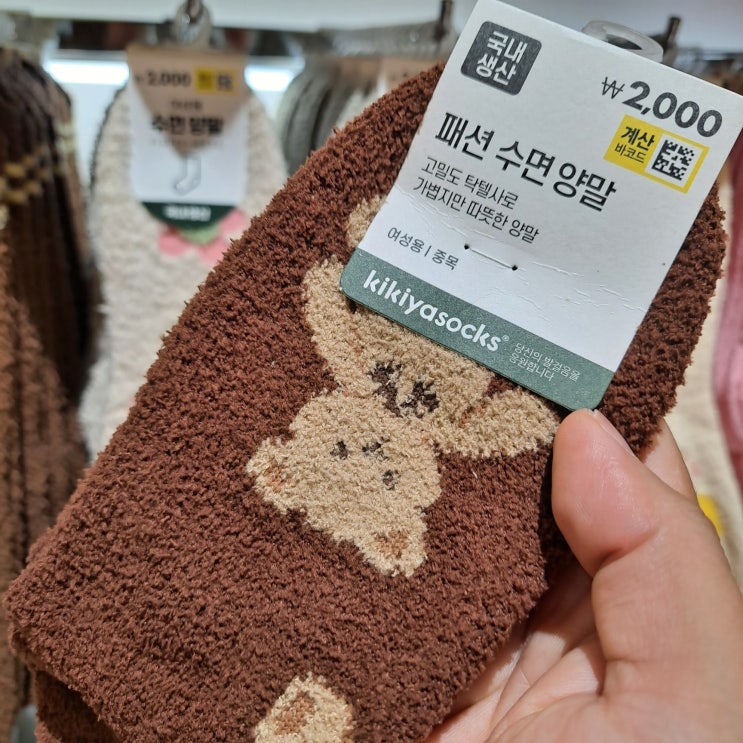 국내
생산
₩2,000
계산
바코드
패션 수면 양말
고밀도 탁텔사로
가볍지만 따뜻한 양말
여성용 | 중목
kikiyasocks®
당신의 발걸음을
응원합니다
2,000
수면 양말